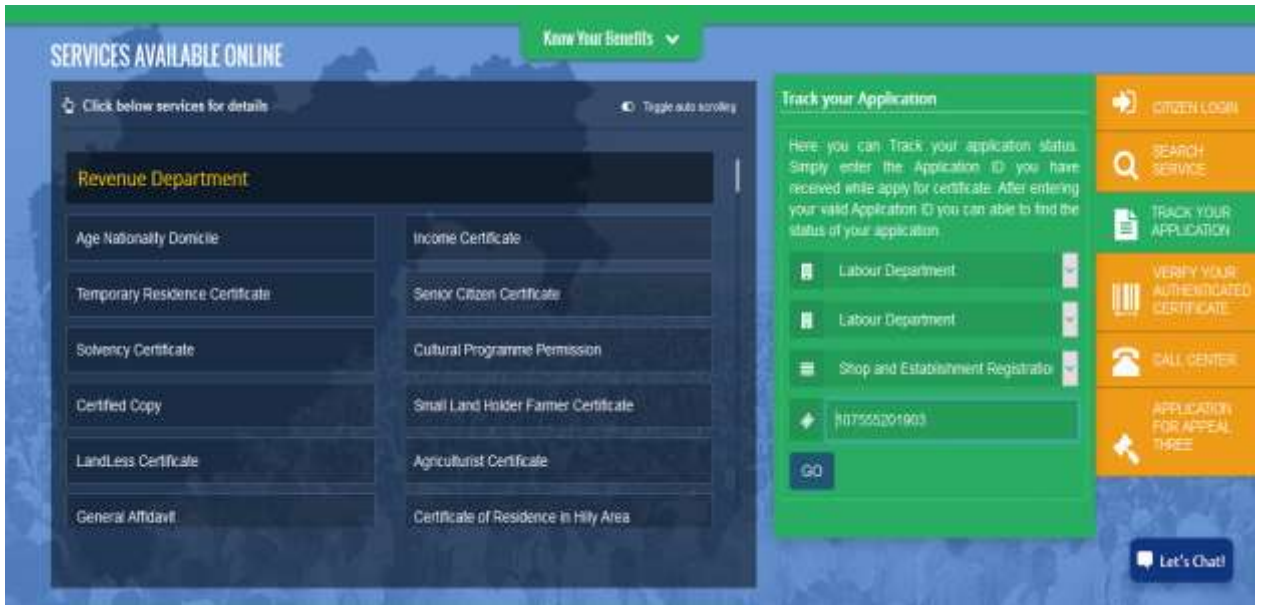 Know Your Benefits
SERVICES AVAILABLE ONLINE
Click below services for details
Toggle auto scrolling
Revenue Department
Age Nationality Domicile
Income Certificate
Temporary Residence Certificate
Senior Citizen Certificate
Solvency Certificate
Cultural Programme Permission
Certified Copy
Small Land Holder Farmer Certificate
LandLess Certificate
Agriculturist Certificate
General Affidavit
Certificate of Residence in Hilly Area
Track your Application
Here you can Track your application status.
Simply enter the Application ID you have
received while apply for certificate. After entering
your valid Application ID you can able to find the
status of your application
Labour Department
Labour Department
Shop and Establishment Registratio
107555201903
GO
CITIZEN LOGIN
SEARCH
SERVICE
TRACK YOUR
APPLICATION
VERIFY YOUR
AUTHENTICATED
CERTIFICATE
CALL CENTER
APPLICATION
FOR APPEAL
THREE
Let's Chat!